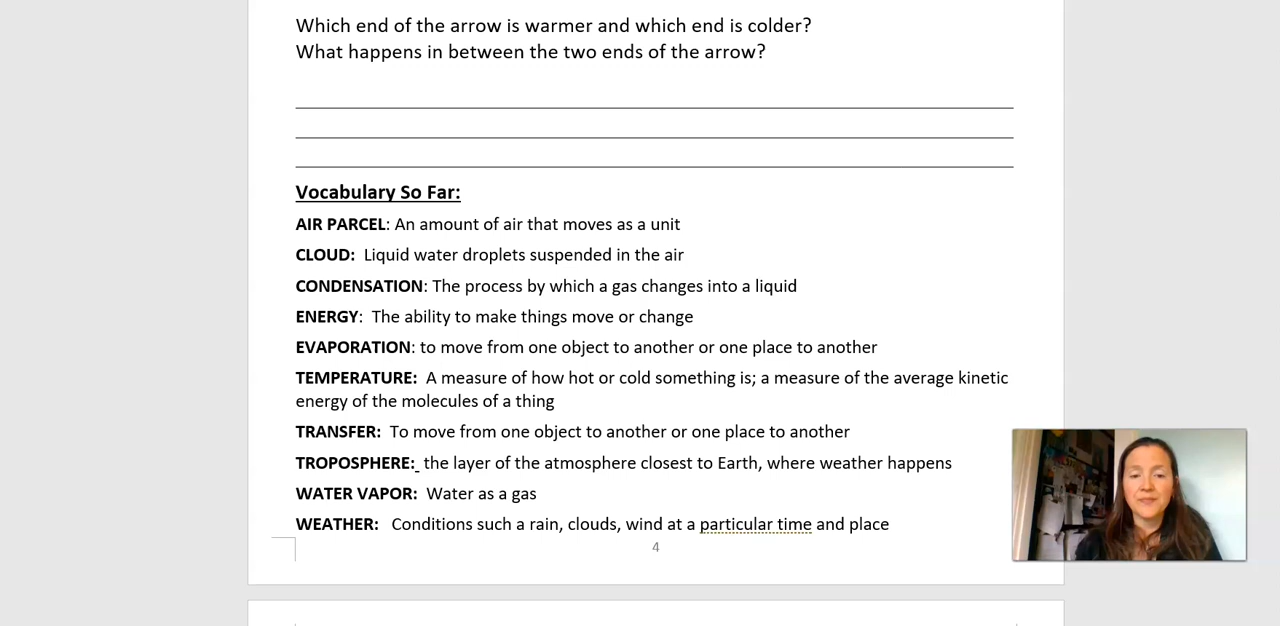 Which end of the arrow is warmer and which end is colder?
What happens in between the two ends of the arrow?
Vocabulary So Far:
AIR PARCEL: An amount of air that moves as a unit
CLOUD: Liquid water droplets suspended in the air
CONDENSATION: The process by which a gas changes into a liquid
ENERGY: The ability to make things move or change
EVAPORATION: to move from one object to another or one place to another
TEMPERATURE: A measure of how hot or cold something is; a measure of the average kinetic
energy of the molecules of a thing
TRANSFER: To move from one object to another or one place to another
TROPOSPHERE: the layer of the atmosphere closest to Earth, where weather happens
WATER VAPOR: Water as a gas
WEATHER: Conditions such a rain, clouds, wind at a particular time and place
4